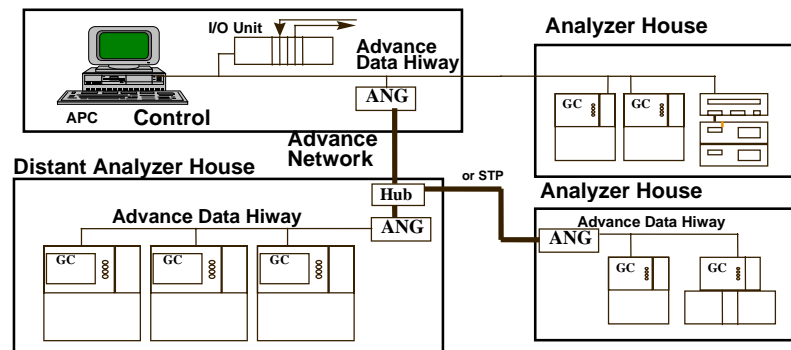 I/O Unit
Advance
Data Hiway
ANG
APC
Control
Analyzer House
GC
GC
Advance
Network
Distant Analyzer House
Hub
or STP
Advance Data Hiway
ANG
GC
GC
GC
Analyzer House
Advance Data Hiway
ANG
GC
GC